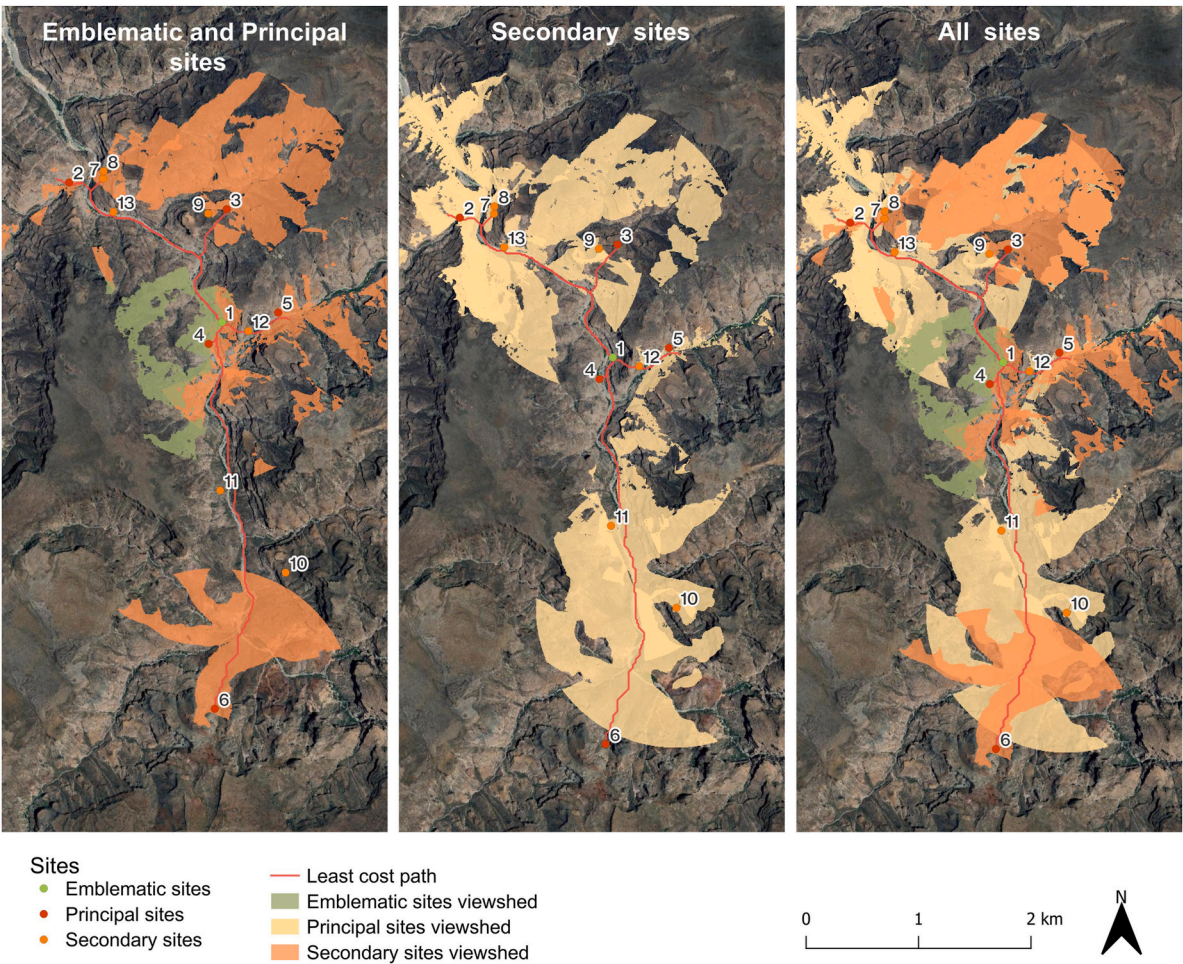 Emblematic and Principal
sites
8
7
2
13
9
3
1
5
12
4
11
10
6
Secondary sites
8
7
2
13
9
3
1
5
12
4
11
10
6
All sites
8
7
2
13
9
3
1
5
12
4
11
10
6
Sites
Emblematic sites
Principal sites
Secondary sites
Least cost path
Emblematic sites viewshed
Principal sites viewshed
Secondary sites viewshed
0 1 2 km
N